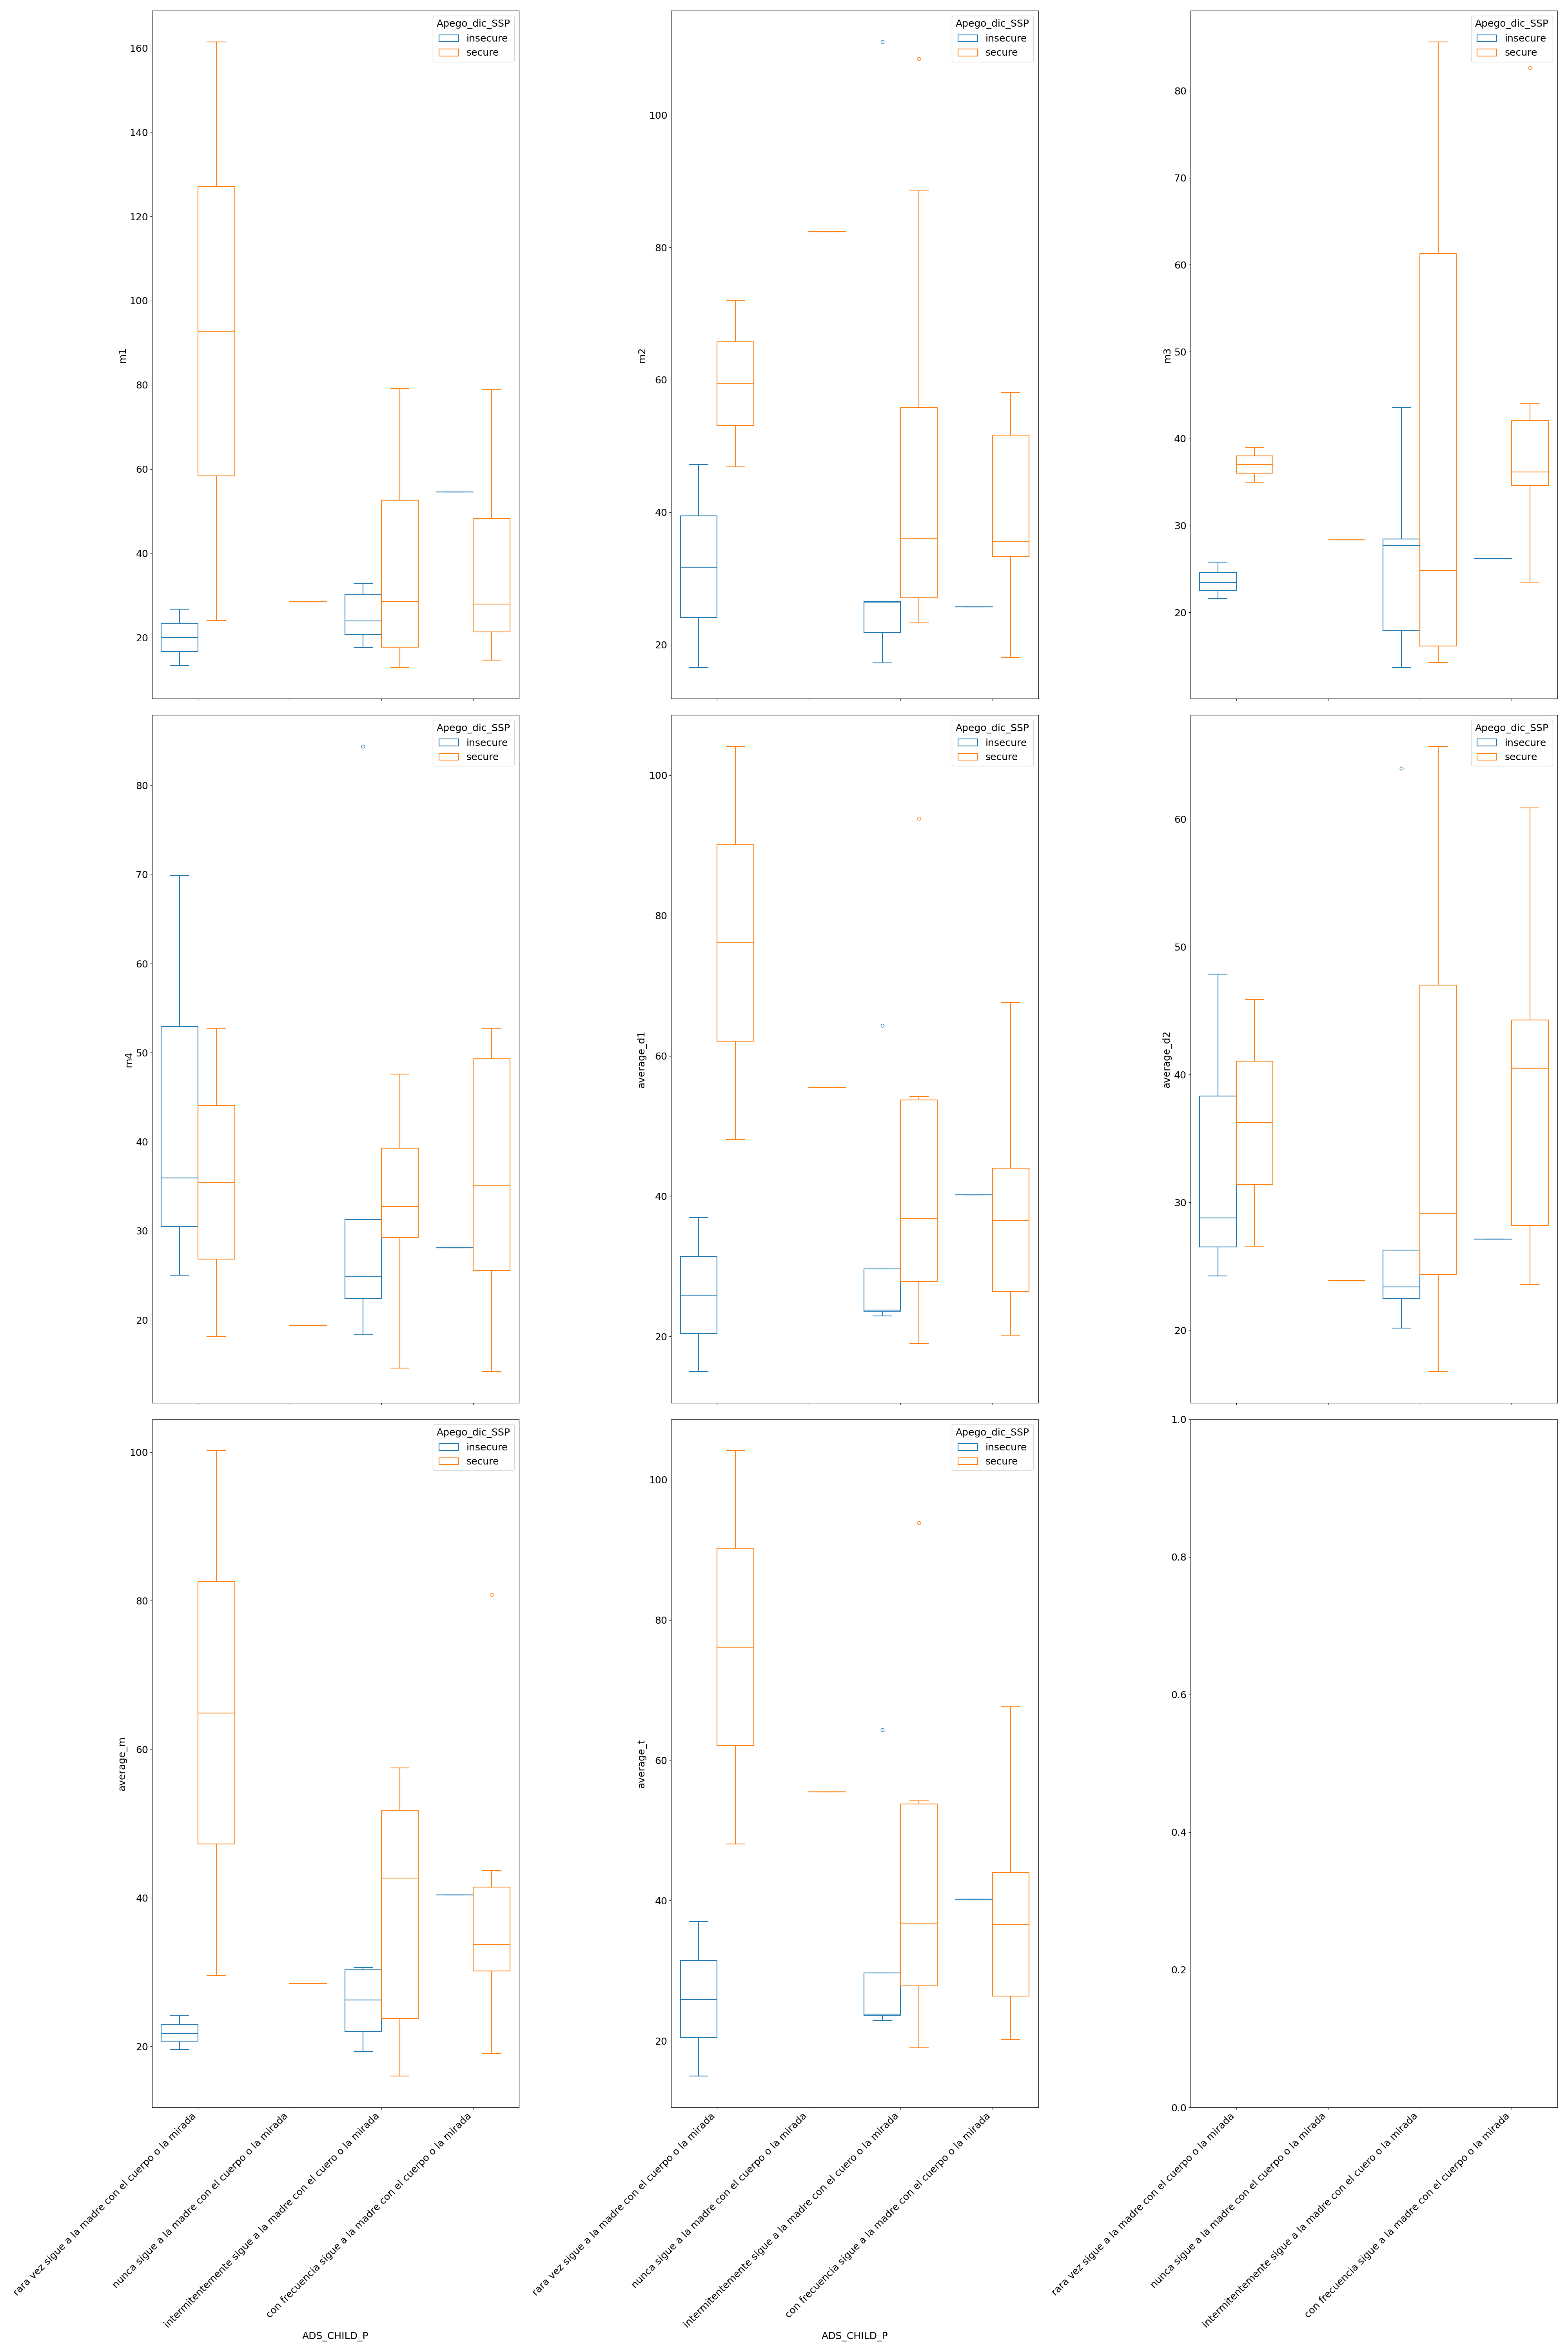 Apego_dic_SSP
insecure
secure
m1
160
140
120
100
80
60
40
20
Apego_dic_SSP
insecure
secure
m2
100
80
60
40
20
Apego_dic_SSP
insecure
secure
m3
80
70
60
50
40
30
20
Apego_dic_SSP
insecure
secure
m4
80
70
60
50
40
30
20
Apego_dic_SSP
insecure
secure
average_d1
100
80
60
40
20
Apego_dic_SSP
insecure
secure
average_d2
60
50
40
30
20
Apego_dic_SSP
insecure
secure
average_m
100
80
60
40
20
rara vez sigue a la madre con el cuerpo o la mirada
nunca sigue a la madre con el cuerpo o la mirada
intermitentemente sigue a la madre con el cuero o la mirada
con frecuencia sigue a la madre con el cuerpo o la mirada
ADS_CHILD_P
Apego_dic_SSP
insecure
secure
average_t
100
80
60
40
20
rara vez sigue a la madre con el cuerpo o la mirada
nunca sigue a la madre con el cuerpo o la mirada
intermitentemente sigue a la madre con el cuero o la mirada
con frecuencia sigue a la madre con el cuerpo o la mirada
ADS_CHILD_P
1.0
0.8
0.6
0.4
0.2
0.0
rara vez sigue a la madre con el cuerpo o la mirada
nunca sigue a la madre con el cuerpo o la mirada
intermitentemente sigue a la madre con el cuero o la mirada
con frecuencia sigue a la madre con el cuerpo o la mirada